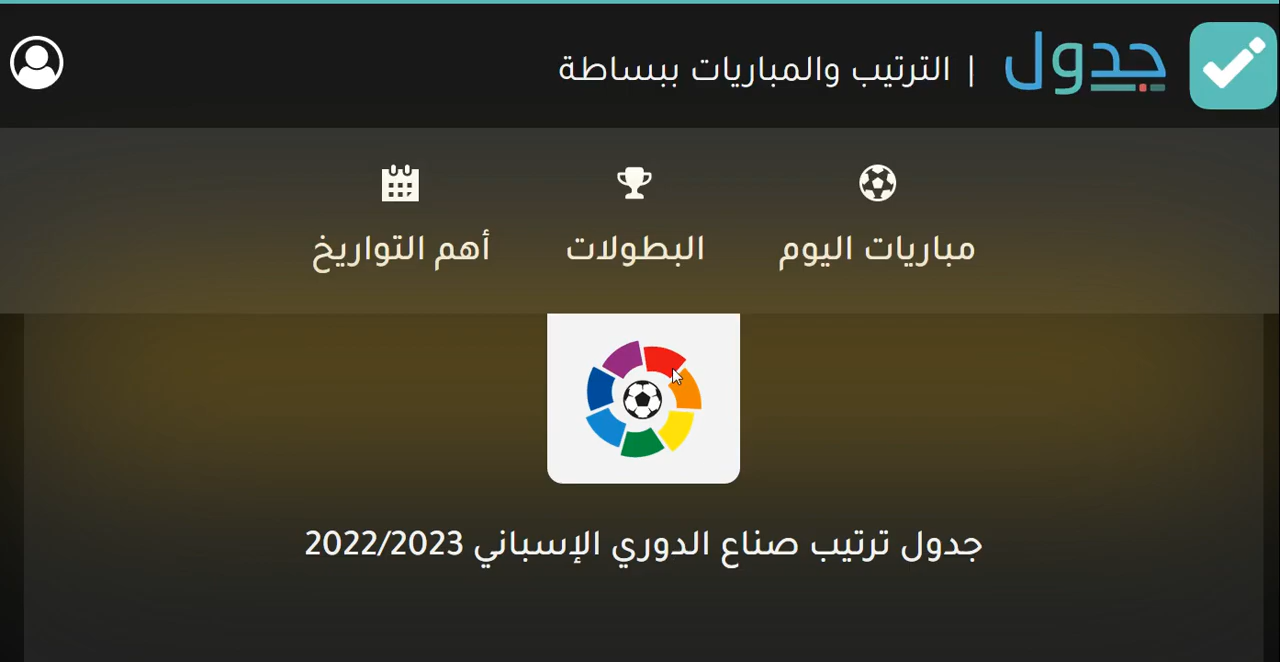 جدول | الترتيب والمباريات ببساطة
مباريات اليوم
البطولات
أهم التواريخ
جدول ترتيب صناع الدوري الإسباني 2022/2023